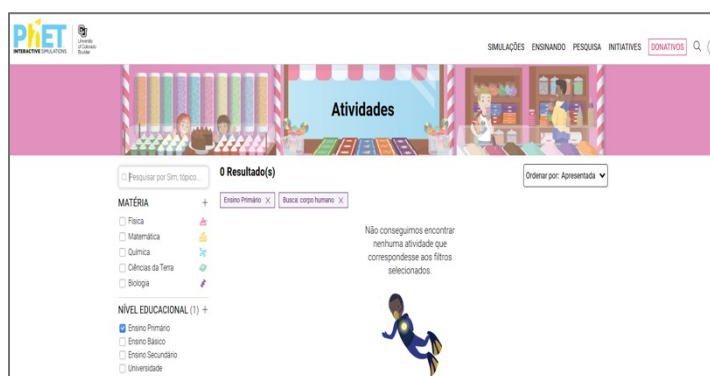 PhET
INTERACTIVE SIMULATIONS
University
of Colorado
Boulder
SIMULAÇÕES ENSINANDO PESQUISA INITIATIVES DONATIVOS
Atividades
Pesquisar por Sim, tópico...
0 Resultado(s)
Ordenar por: Apresentada
Ensino Primário X Busca: corpo humano X
MATÉRIA +
Física
Matemática
Química
Ciências da Terra
Biologia
Não conseguimos encontrar
nenhuma atividade que
correspondesse aos filtros
selecionados.
NÍVEL EDUCACIONAL (1) +
Ensino Primário
Ensino Básico
Ensino Secundário
Universidade